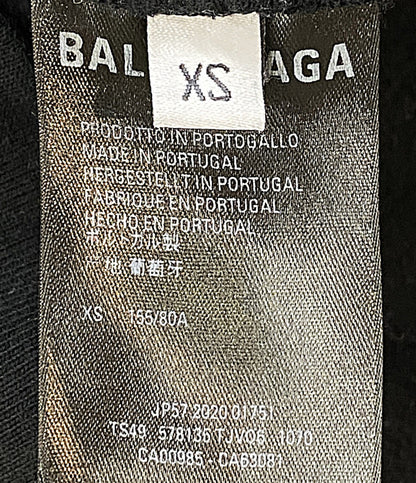 BAL AGA
XS
PRODOTTO IN PORTOGALLO
MADE IN PORTUGAL
HERGESTELLT IN PORTUGAL
FABRIQUÉ EN PORTUGAL
HECHO EN PORTUGAL
ポルトガル製
产地:葡萄牙
XS 155/80A
JP57 2020 01751
TS49 578135 TJVQ6 1070
CA00985 - CA63081